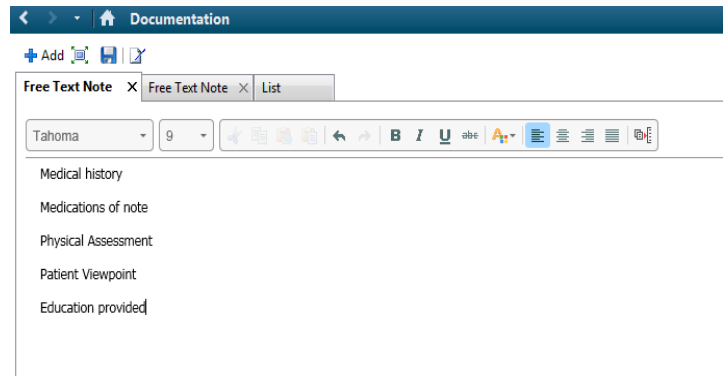 Documentation
Add
Free Text Note X Free Text Note X List
Tahoma 9 B I U abc A
Medical history
Medications of note
Physical Assessment
Patient Viewpoint
Education provided